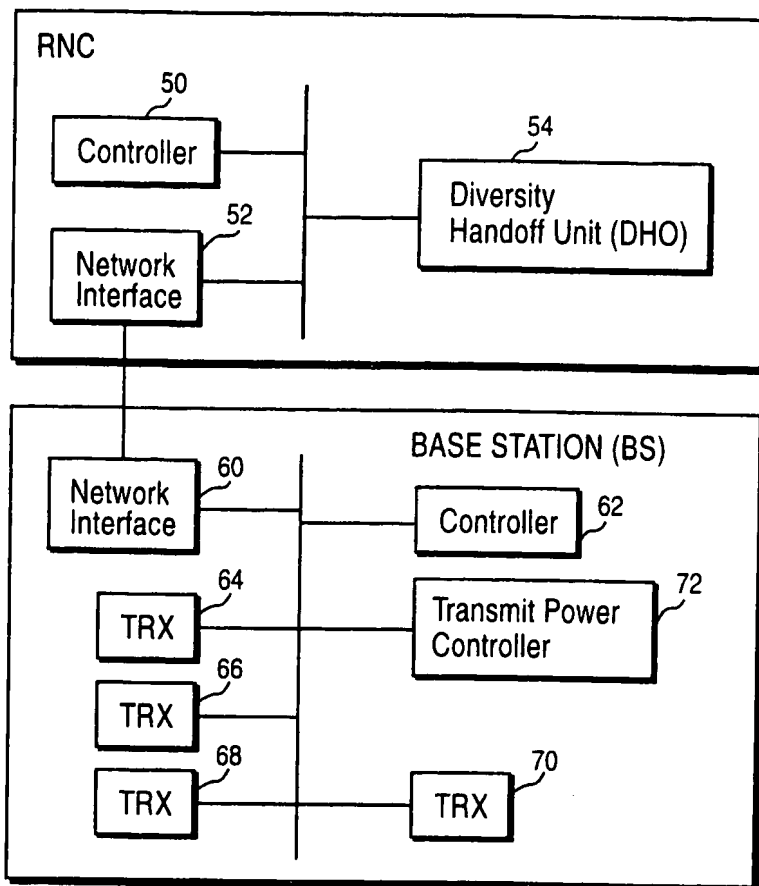 RNC
50
Controller
52
Network
Interface
54
Diversity
Handoff Unit (DHO)
BASE STATION (BS)
60
Network
Interface
Controller
62
64
TRX
Transmit Power
Controller
72
66
TRX
68
TRX
70
TRX